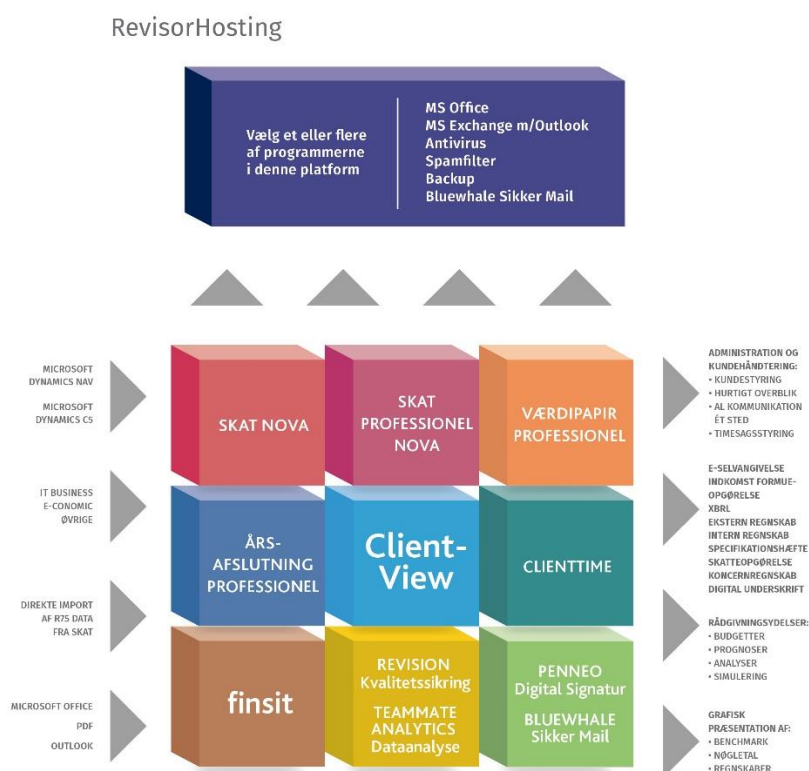 RevisorHosting
Vælg et eller flere
af programmerne
i denne platform
MS Office
MS Exchange m/Outlook
Antivirus
Spamfilter
Backup
Bluewhale Sikker Mail
MICROSOFT
DYNAMICS NAV
MICROSOFT
DYNAMICS C5
IT BUSINESS
E-CONOMIC
ØVRIGE
DIREKTE IMPORT
AF R75 DATA
FRA SKAT
MICROSOFT OFFICE
PDF
OUTLOOK
SKAT NOVA
SKAT
PROFESSIONEL
NOVA
VÆRDIPAPIR
PROFESSIONEL
ÅRS-
AFSLUTNING
PROFESSIONEL
Client-
View
CLIENTTIME
finsit
REVISION
Kvalitetssikring
TEAMMATE
ANALYTICS
Dataanalyse
PENNEO
Digital Signatur
BLUEWHALE
Sikker Mail
ADMINISTRATION OG
KUNDEHÅNDTERING:
• KUNDESTYRING
• HURTIGT OVERBLIK
• AL KOMMUNIKATION
ÉT STED
• TIMESAGSSTYRING
E-SELVANGIVELSE
INDKOMST FORMUE-
OPGØRELSE
XBRL
EKSTERN REGNSKAB
INTERN REGNSKAB
SPECIFIKATIONSHÆFTE
SKATTEOPGØRELSE
KONCERNREGNSKAB
DIGITAL UNDERSKRIFT
RÅDGIVNINGSYDELSER:
• BUDGETTER
• PROGNOSER
• ANALYSER
• SIMULERING
GRAFISK
PRÆSENTATION AF:
• BENCHMARK
• NØGLETAL
• REGNSKABER